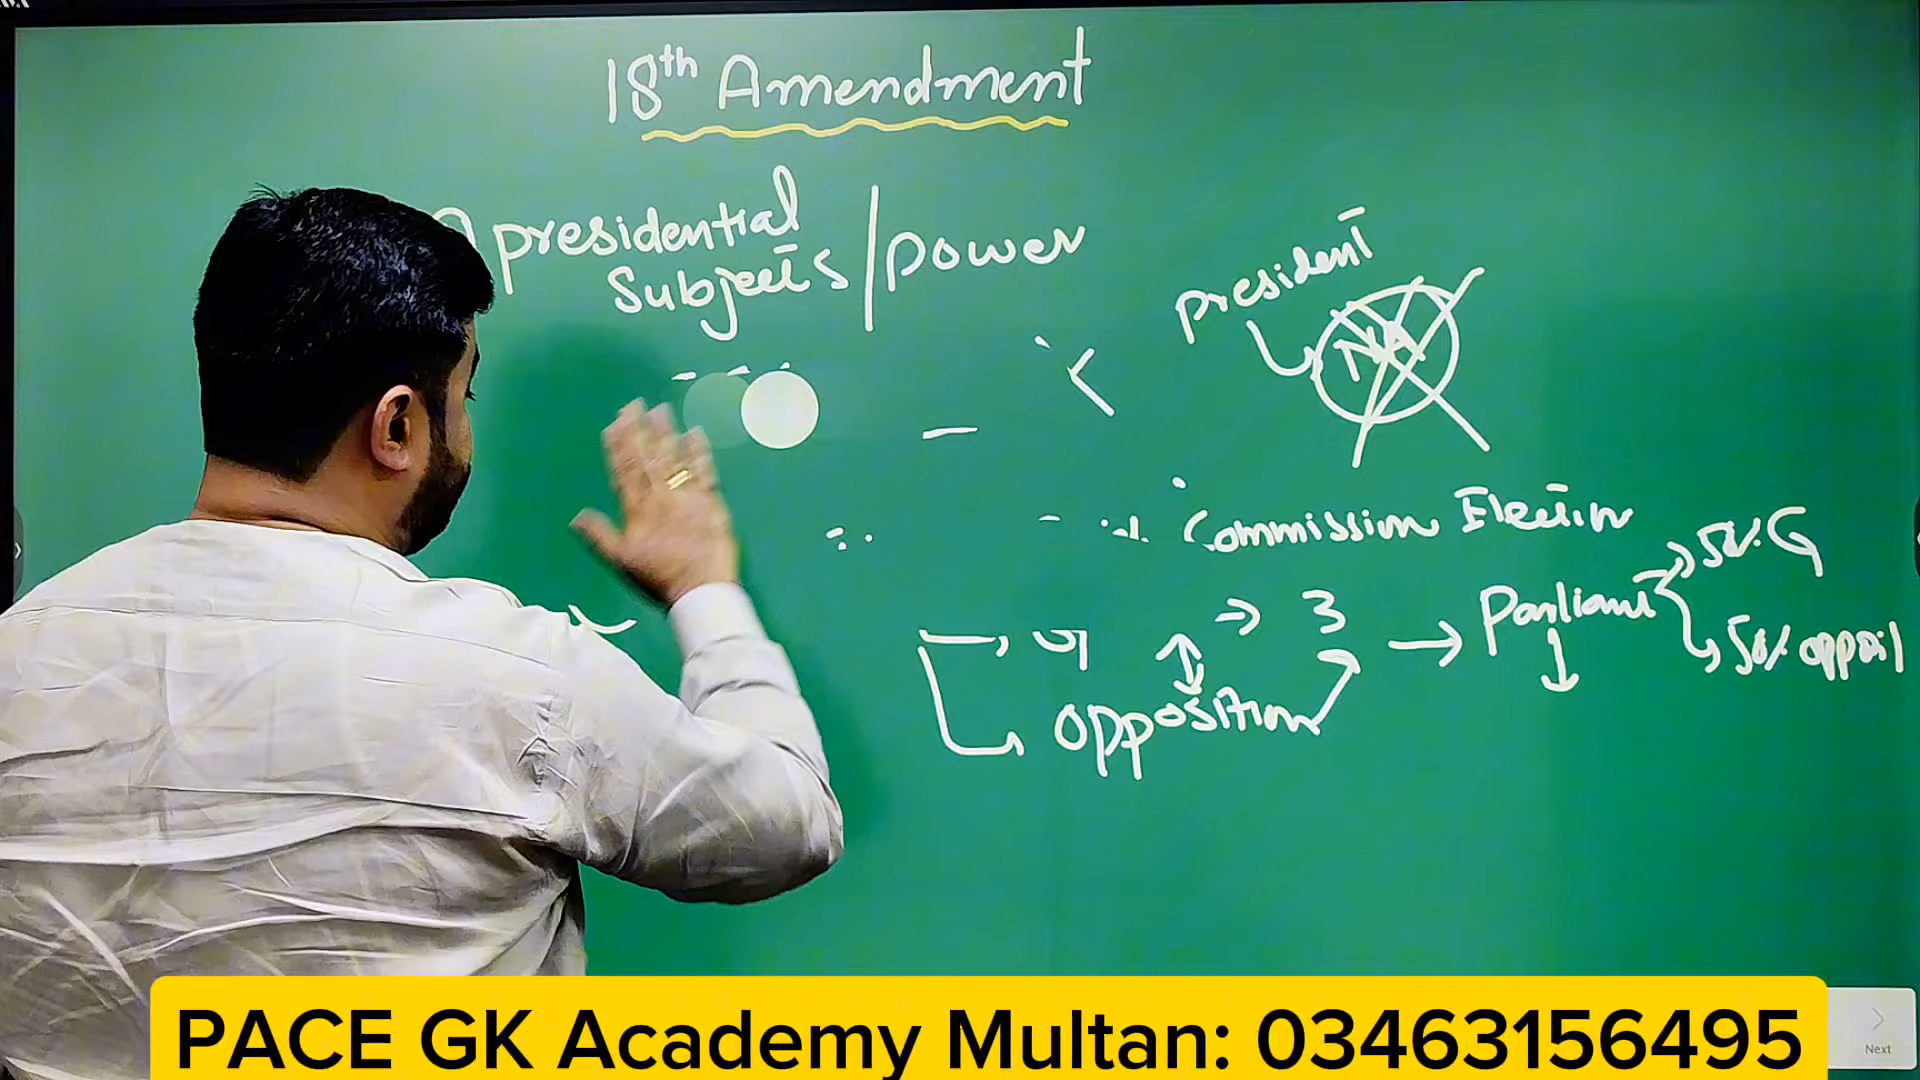 18th Amendment
presidential
Subjects / power
president
NA
Commission Election
50% G
→ 3 → Parliament
50% opposi
opposition
PACE GK Academy Multan: 03463156495
Next